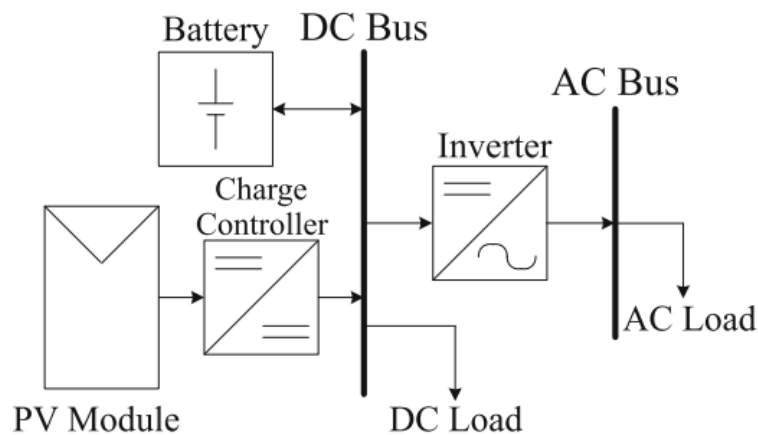 Battery
DC Bus
AC Bus
Inverter
Charge
Controller
AC Load
PV Module
DC Load